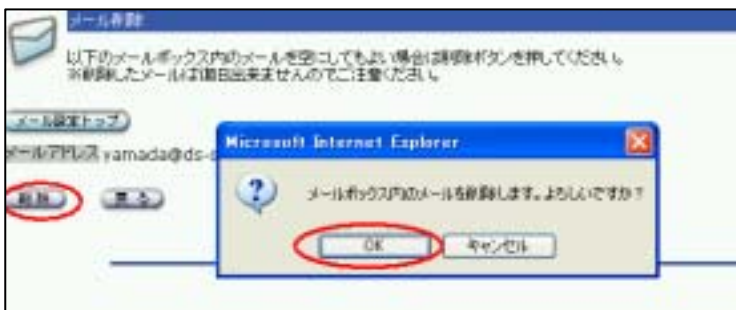 メール削除
以下のメールボックス内のメールを空にしてもよい場合は削除ボタンを押してください。
※削除したメールは復旧出来ませんのでご注意ください。
メール設定トップ
メールアドレス yamada@ds-
削除 戻る
Microsoft Internet Explorer
メールボックス内のメールを削除します。よろしいですか？
OK キャンセル